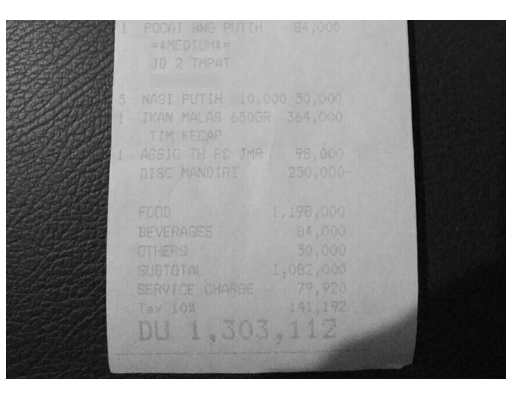 1 POCAI BWG PUTIH 84,000
=*MEDIUM*=
JD 2 TMPAT
5 NASI PUTIH 10,000 50,000
1 IKAN MALAS 650GR 364,000
TIM KECAP
1 ASSIO TH PC JMR 98,000
DISC MANDIRI 250,000-
FOOD 1,198,000
BEVERAGES 84,000
OTHERS 50,000
SUBTOTAL 1,082,000
SERVICE CHARGE 79,920
Tax 10% 141,192
DU 1,303,112